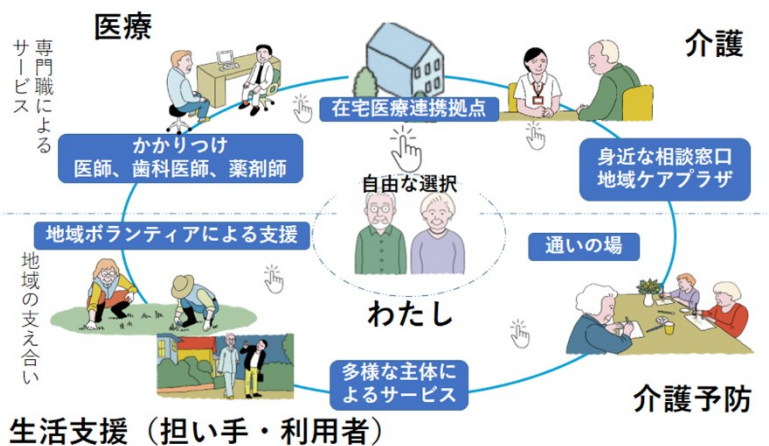 医療
介護
専門職による
サービス
在宅医療連携拠点
かかりつけ
医師、歯科医師、薬剤師
身近な相談窓口
地域ケアプラザ
自由な選択
地域ボランティアによる支援
通いの場
地域の支え合い
わたし
多様な主体に
よるサービス
介護予防
生活支援（担い手・利用者）